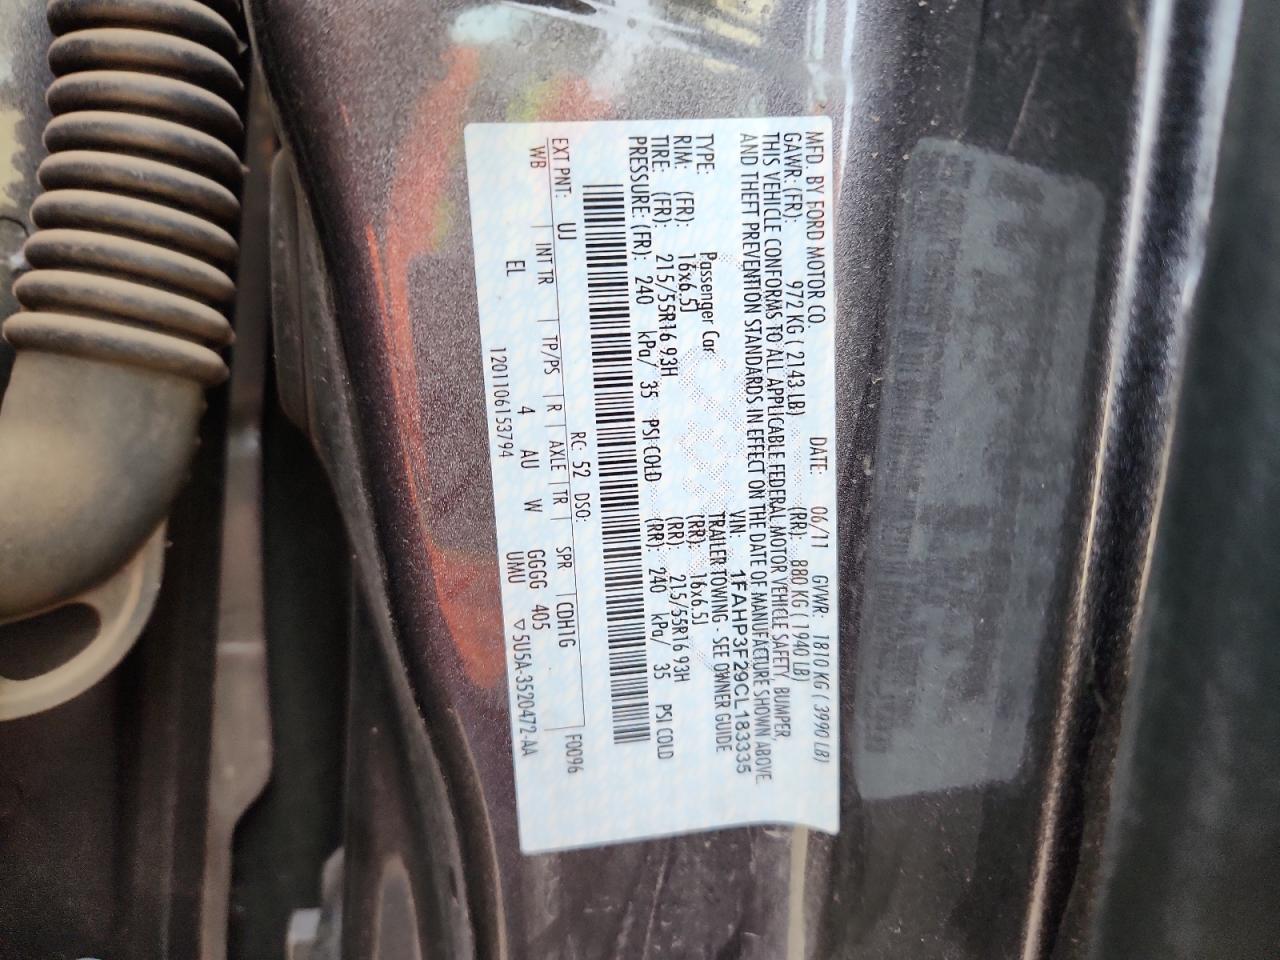 MFD. BY FORD MOTOR CO.
DATE: 06/11 GVWR: 1810 KG ( 3990 LB)
GAWR: (FR): 972 KG ( 2143 LB) (RR): 880 KG ( 1940 LB)
THIS VEHICLE CONFORMS TO ALL APPLICABLE FEDERAL MOTOR VEHICLE SAFETY, BUMPER,
AND THEFT PREVENTION STANDARDS IN EFFECT ON THE DATE OF MANUFACTURE SHOWN ABOVE.
VIN: 1FAHP3F29CL183335
TYPE: Passenger Car TRAILER TOWING - SEE OWNER GUIDE
RIM: (FR) 16x6.5J (RR): 16x6.5J
TIRE: (FR): 215/55R16 93H (RR) 215/55R16 93H
PRESSURE: (FR): 240 kPa/ 35 PSI COLD (RR): 240 kPa/ 35 PSI COLD
EXT PNT: UJ RC: 52 DSO: F0096
WB INT TR TP/PS R AXLE TR SPR CDH1G
EL 4 AU W GGGG 405
UMU
1201106153794 ▽5U5A-3520472-AA